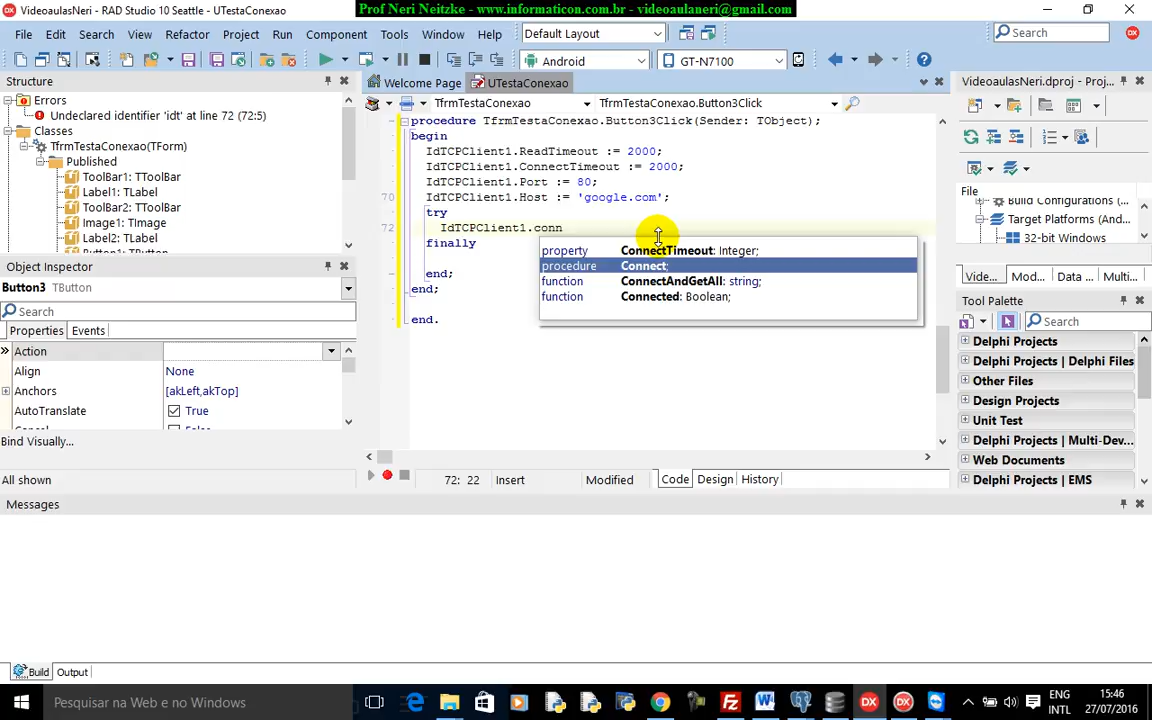 VideoaulasNeri - RAD Studio 10 Seattle - UTestaConexao
Prof Neri Neitzke - www.informaticon.com.br - videoaulaneri@gmail.com
File Edit Search View Refactor Project Run Component Tools Window Help
Default Layout
Search
Android
GT-N7100
Structure
Errors
Undeclared identifier 'idt' at line 72 (72:5)
Classes
TfrmTestaConexao(TForm)
Published
ToolBar1: TToolBar
Label1: TLabel
ToolBar2: TToolBar
Image1: TImage
Label2: TLabel
Object Inspector
Button3 TButton
Search
Properties Events
Action
Align None
Anchors [akLeft,akTop]
AutoTranslate True
Bind Visually...
All shown
Welcome Page UTestaConexao
TfrmTestaConexao TfrmTestaConexao.Button3Click
procedure TfrmTestaConexao.Button3Click(Sender: TObject);
begin
IdTCPClient1.ReadTimeout := 2000;
IdTCPClient1.ConnectTimeout := 2000;
IdTCPClient1.Port := 80;
70 IdTCPClient1.Host := 'google.com';
try
72 IdTCPClient1.conn
finally
end;
end;
end.
property ConnectTimeout: Integer;
procedure Connect;
function ConnectAndGetAll: string;
function Connected: Boolean;
72: 22 Insert Modified Code Design History
VideoaulasNeri.dproj - Proj...
File
Build Configurations (...
Target Platforms (And...
32-bit Windows
Vide... Mod... Data ... Multi...
Tool Palette
Search
Delphi Projects
Delphi Projects | Delphi Files
Other Files
Design Projects
Unit Test
Delphi Projects | Multi-Dev...
Web Documents
Delphi Projects | EMS
Messages
Build Output
Pesquisar na Web e no Windows
ENG
INTL
15:46
27/07/2016